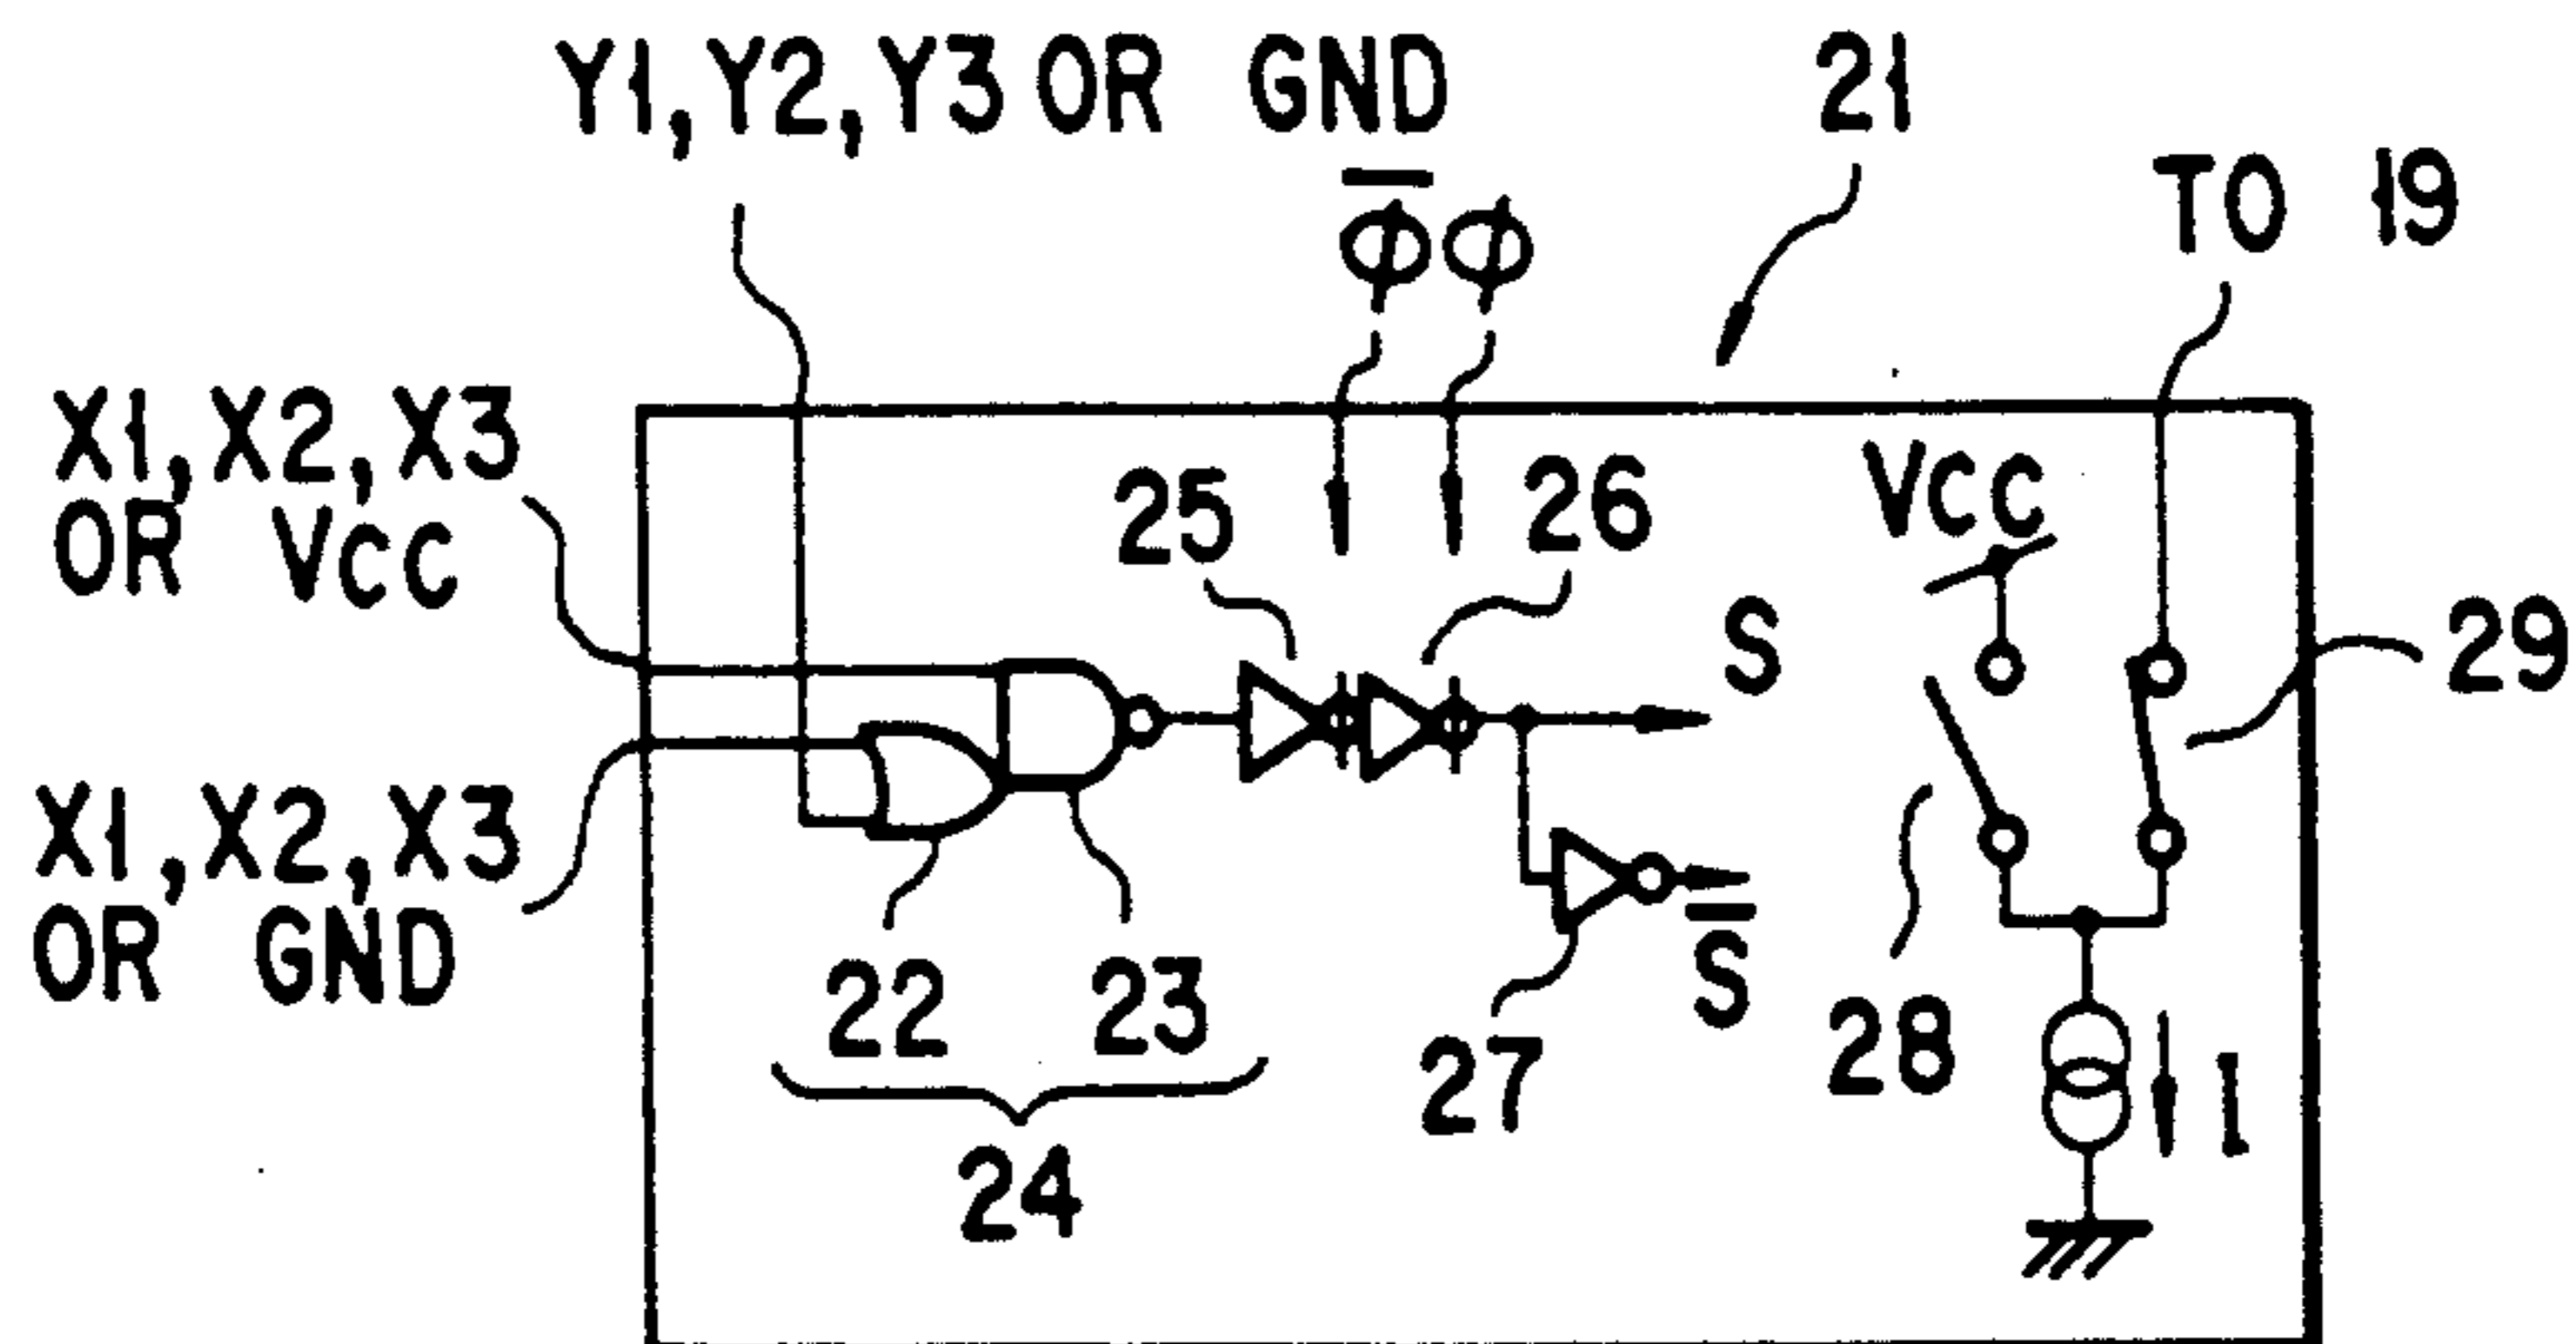 Y1,Y2,Y3 OR GND
21
TO 19
φ̅ φ
X1,X2,X3
OR VCC
25
26
VCC
S
29
X1,X2,X3
OR GND
22
23
27
S̅
28
I
24